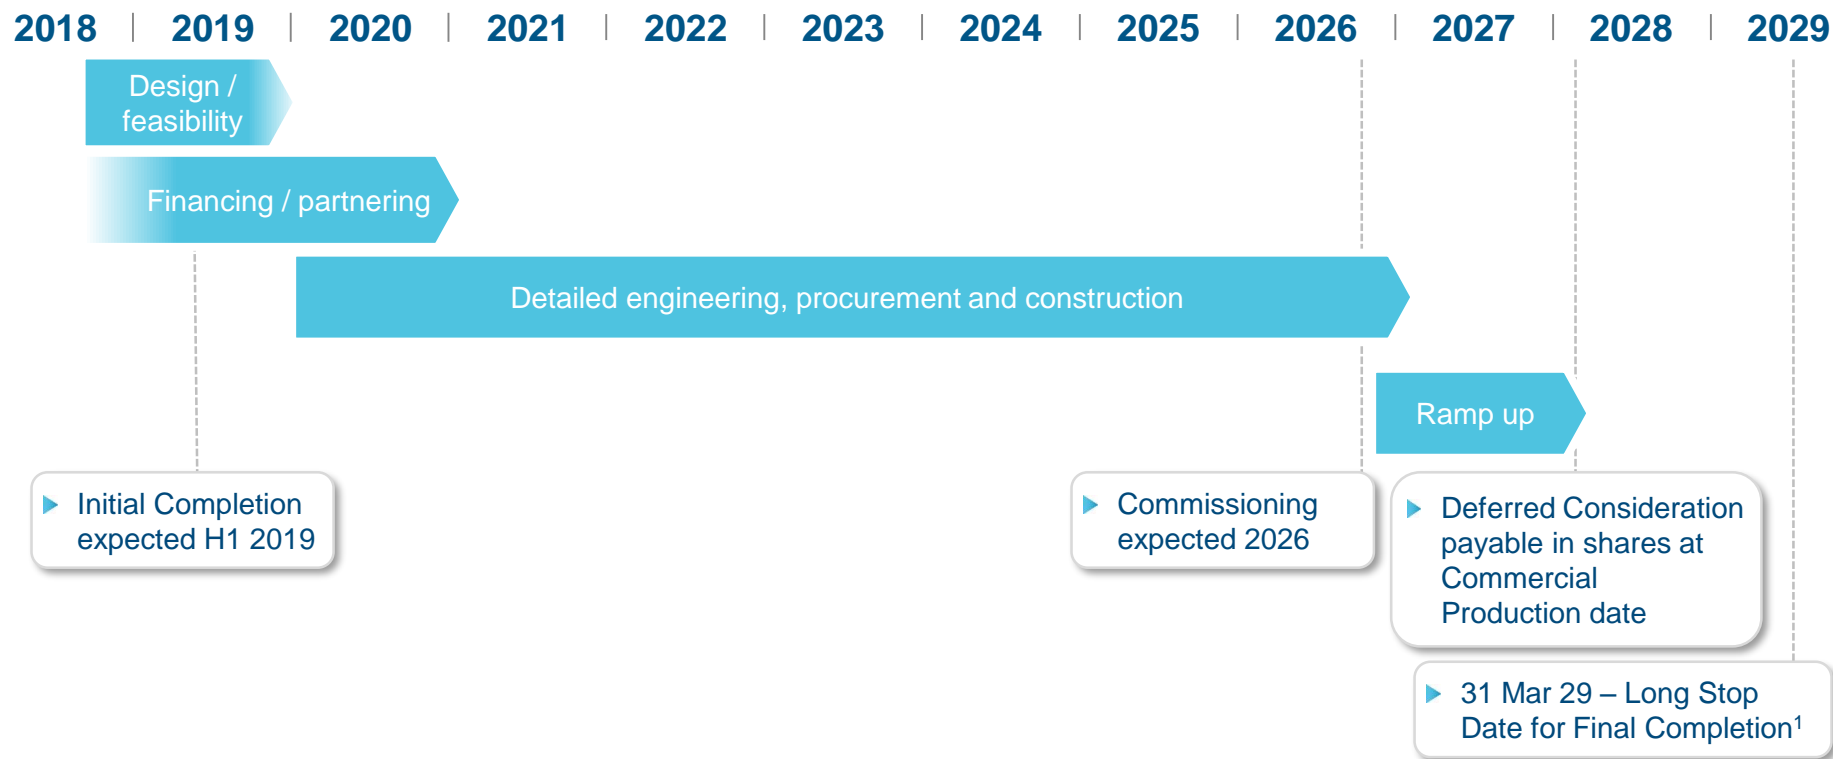 2018 | 2019 | 2020 | 2021 | 2022 | 2023 | 2024 | 2025 | 2026 | 2027 | 2028 | 2029
Design /
feasibility
Financing / partnering
Detailed engineering, procurement and construction
Ramp up
Initial Completion
expected H1 2019
Commissioning
expected 2026
Deferred Consideration
payable in shares at
Commercial
Production date
31 Mar 29 – Long Stop
Date for Final Completion¹